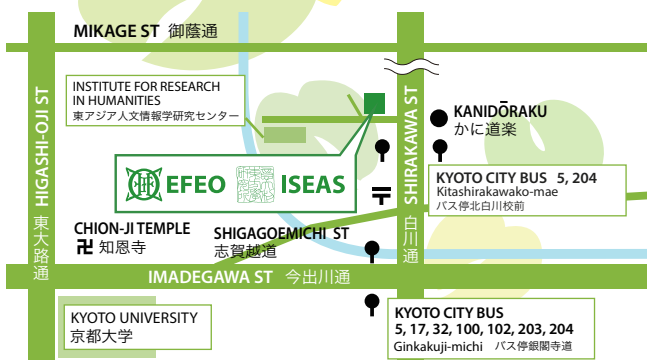 MIKAGE ST 御蔭通
HIGASHI-OJI ST 東大路通
INSTITUTE FOR RESEARCH
IN HUMANITIES
東アジア人文情報学研究センター
SHIRAKAWA ST 白川通
KANIDŌRAKU
かに道楽
EFEO ISEAS
KYOTO CITY BUS 5, 204
Kitashirakawako-mae
バス停北白川校前
〒
CHION-JI TEMPLE
卍 知恩寺
SHIGAGOEMICHI ST
志賀越道
IMADEGAWA ST 今出川通
KYOTO UNIVERSITY
京都大学
KYOTO CITY BUS
5, 17, 32, 100, 102, 203, 204
Ginkakuji-michi バス停銀閣寺道